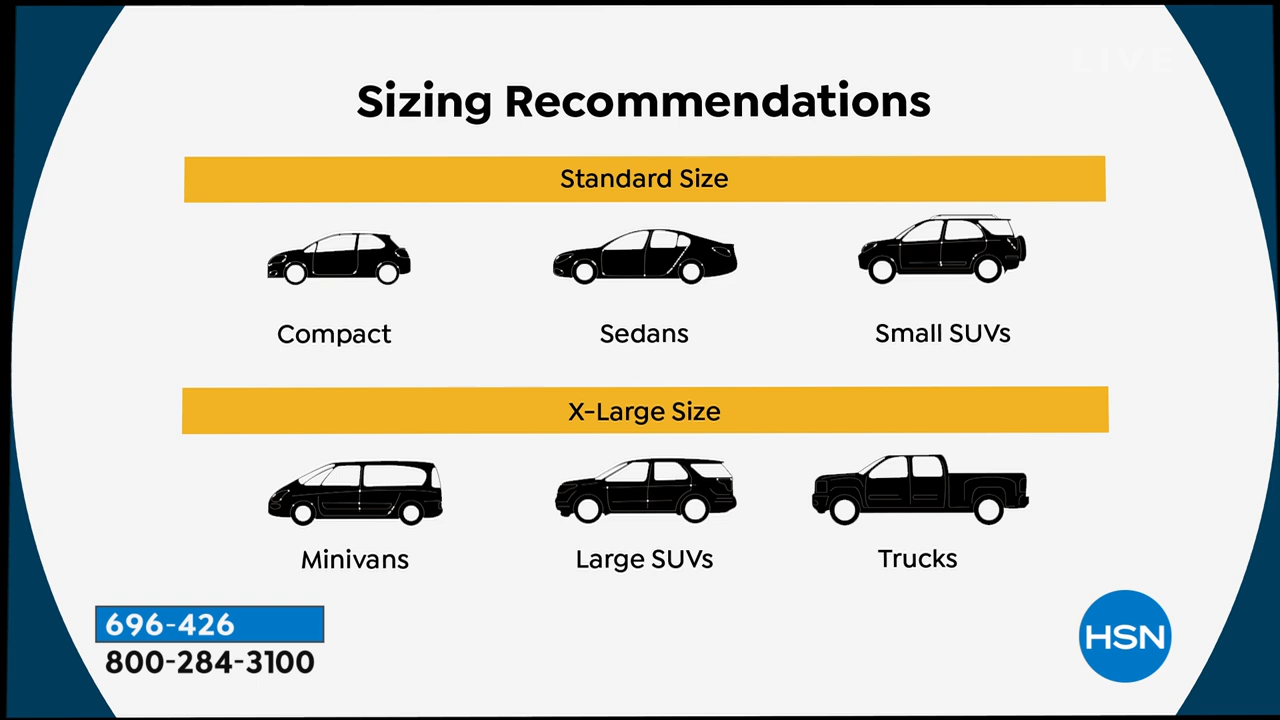 LIVE
Sizing Recommendations
Standard Size
Compact Sedans Small SUVs
X-Large Size
Minivans Large SUVs Trucks
696-426
800-284-3100
HSN